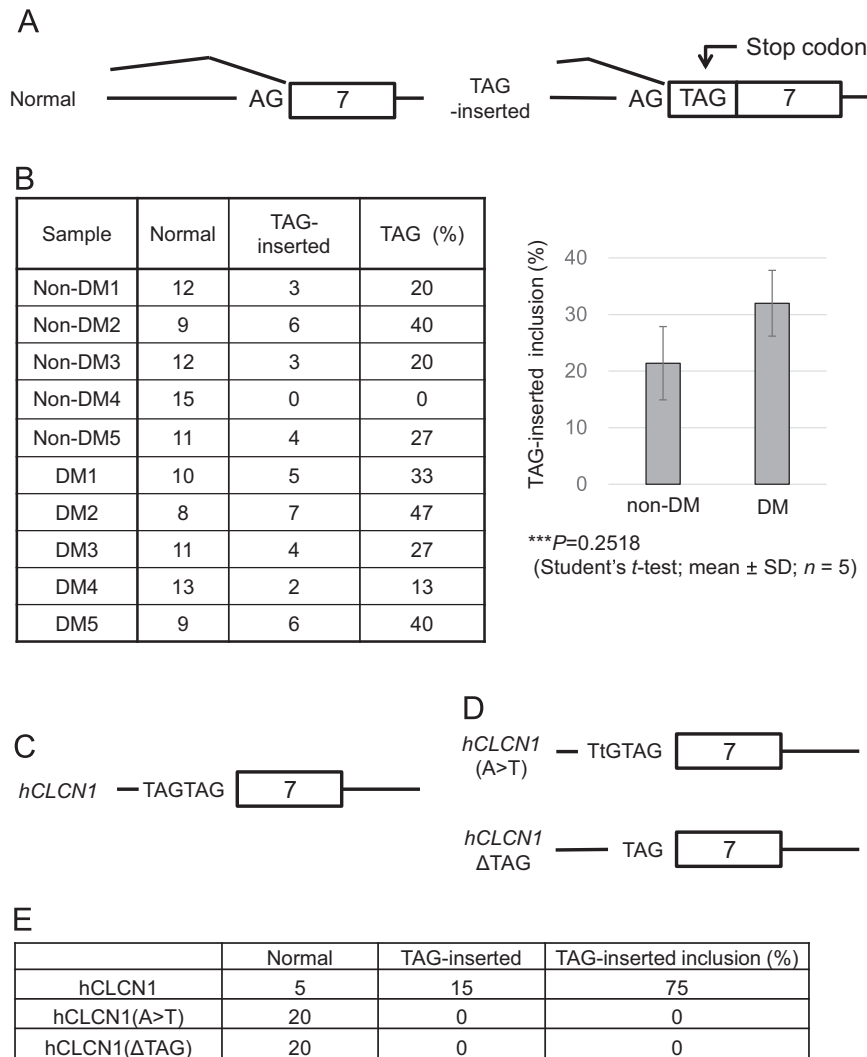 A
Normal
AG
7
TAG
-inserted
AG
TAG
7
Stop codon
B
Sample Normal TAG-inserted TAG (%)
Non-DM1 12 3 20
Non-DM2 9 6 40
Non-DM3 12 3 20
Non-DM4 15 0 0
Non-DM5 11 4 27
DM1 10 5 33
DM2 8 7 47
DM3 11 4 27
DM4 13 2 13
DM5 9 6 40
TAG-inserted inclusion (%)
40
30
20
10
0
non-DM DM
***P=0.2518
(Student's t-test; mean ± SD; n = 5)
C
hCLCN1
TAGTAG
7
D
hCLCN1
(A>T)
TtGTAG
7
hCLCN1
ΔTAG
TAG
7
E
Normal TAG-inserted TAG-inserted inclusion (%)
hCLCN1 5 15 75
hCLCN1(A>T) 20 0 0
hCLCN1(ΔTAG) 20 0 0